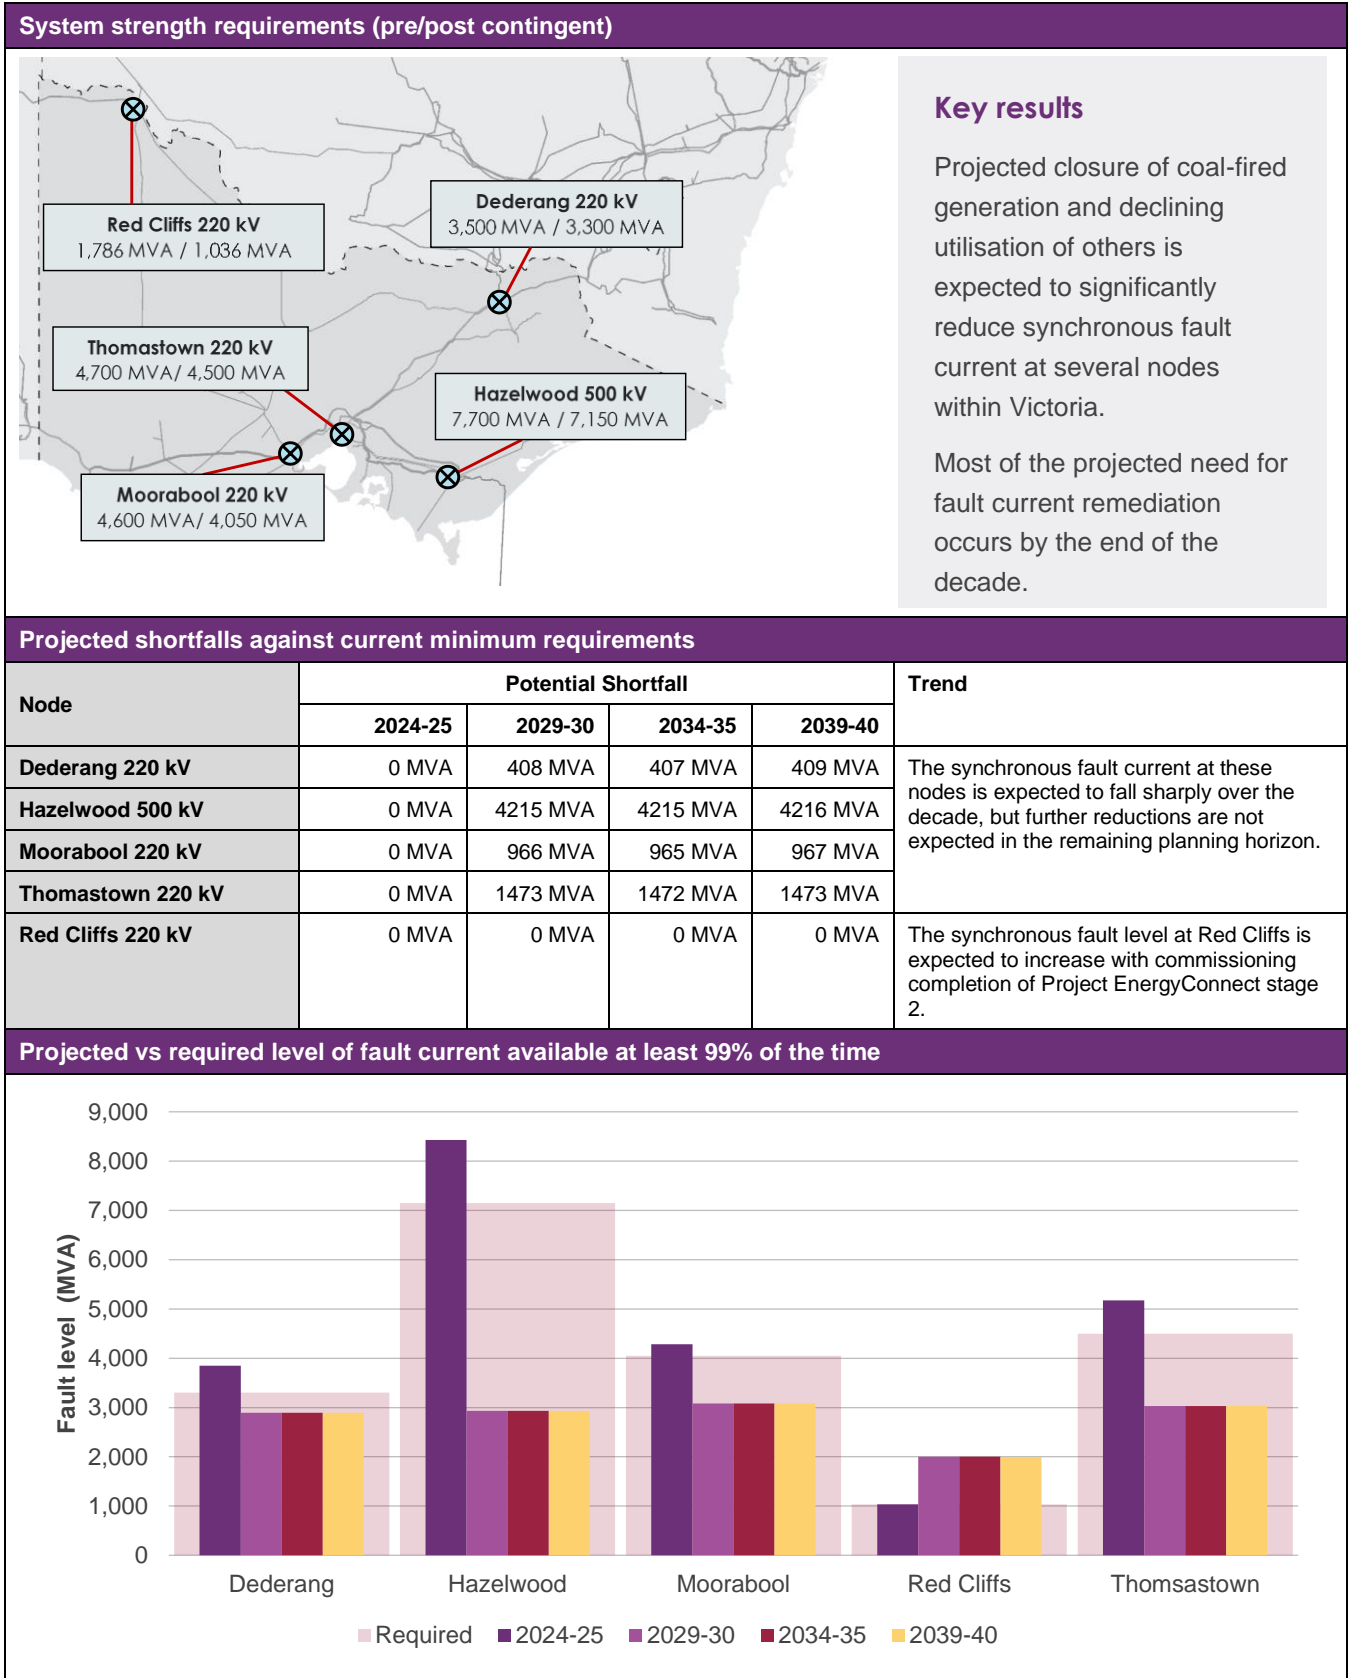 System strength requirements (pre/post contingent)
Red Cliffs 220 kV
1,786 MVA / 1,036 MVA
Dederang 220 kV
3,500 MVA / 3,300 MVA
Thomastown 220 kV
4,700 MVA/ 4,500 MVA
Hazelwood 500 kV
7,700 MVA / 7,150 MVA
Moorabool 220 kV
4,600 MVA/ 4,050 MVA
Key results
Projected closure of coal-fired
generation and declining
utilisation of others is
expected to significantly
reduce synchronous fault
current at several nodes
within Victoria.
Most of the projected need for
fault current remediation
occurs by the end of the
decade.
Projected shortfalls against current minimum requirements
Node Potential Shortfall Trend
2024-25 2029-30 2034-35 2039-40
Dederang 220 kV 0 MVA 408 MVA 407 MVA 409 MVA
Hazelwood 500 kV 0 MVA 4215 MVA 4215 MVA 4216 MVA
Moorabool 220 kV 0 MVA 966 MVA 965 MVA 967 MVA
Thomastown 220 kV 0 MVA 1473 MVA 1472 MVA 1473 MVA
The synchronous fault current at these
nodes is expected to fall sharply over the
decade, but further reductions are not
expected in the remaining planning horizon.
Red Cliffs 220 kV 0 MVA 0 MVA 0 MVA 0 MVA
The synchronous fault level at Red Cliffs is
expected to increase with commissioning
completion of Project EnergyConnect stage
2.
Projected vs required level of fault current available at least 99% of the time
Fault level (MVA)
9,000
8,000
7,000
6,000
5,000
4,000
3,000
2,000
1,000
0
Dederang Hazelwood Moorabool Red Cliffs Thomsastown
Required 2024-25 2029-30 2034-35 2039-40